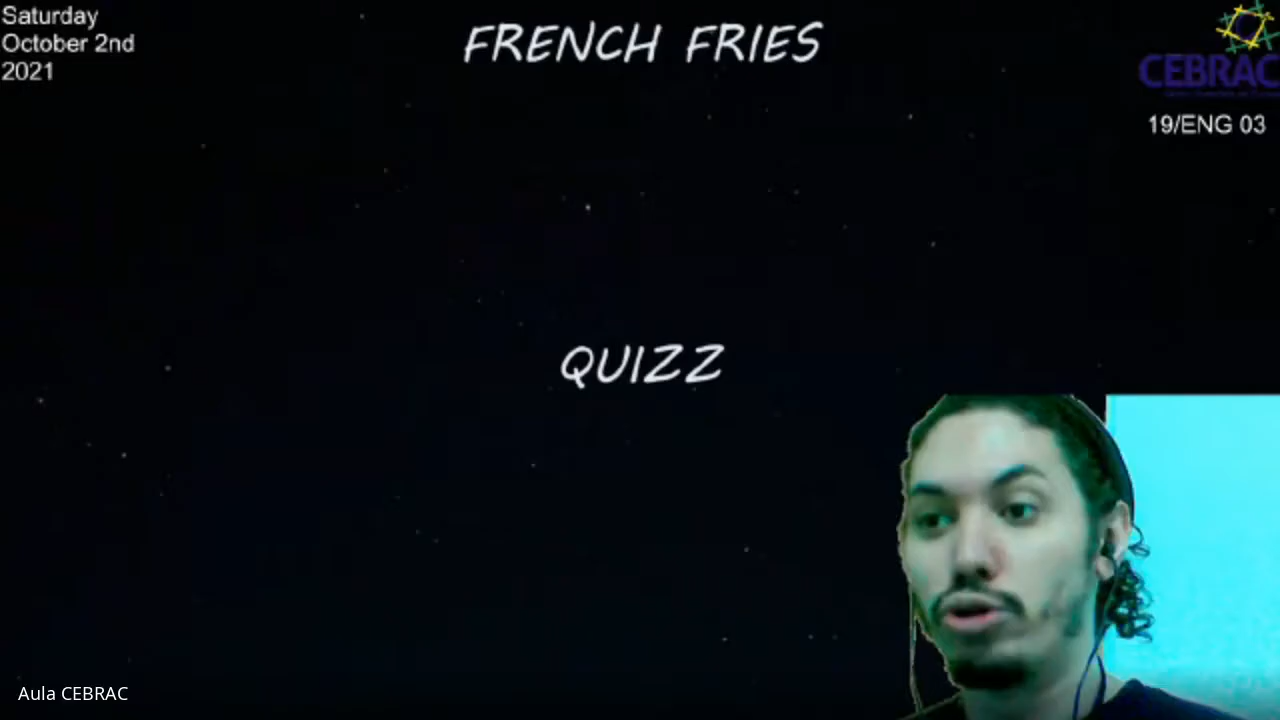 Saturday
October 2nd
2021
FRENCH FRIES
CEBRAC
19/ENG 03
QUIZZ
Aula CEBRAC